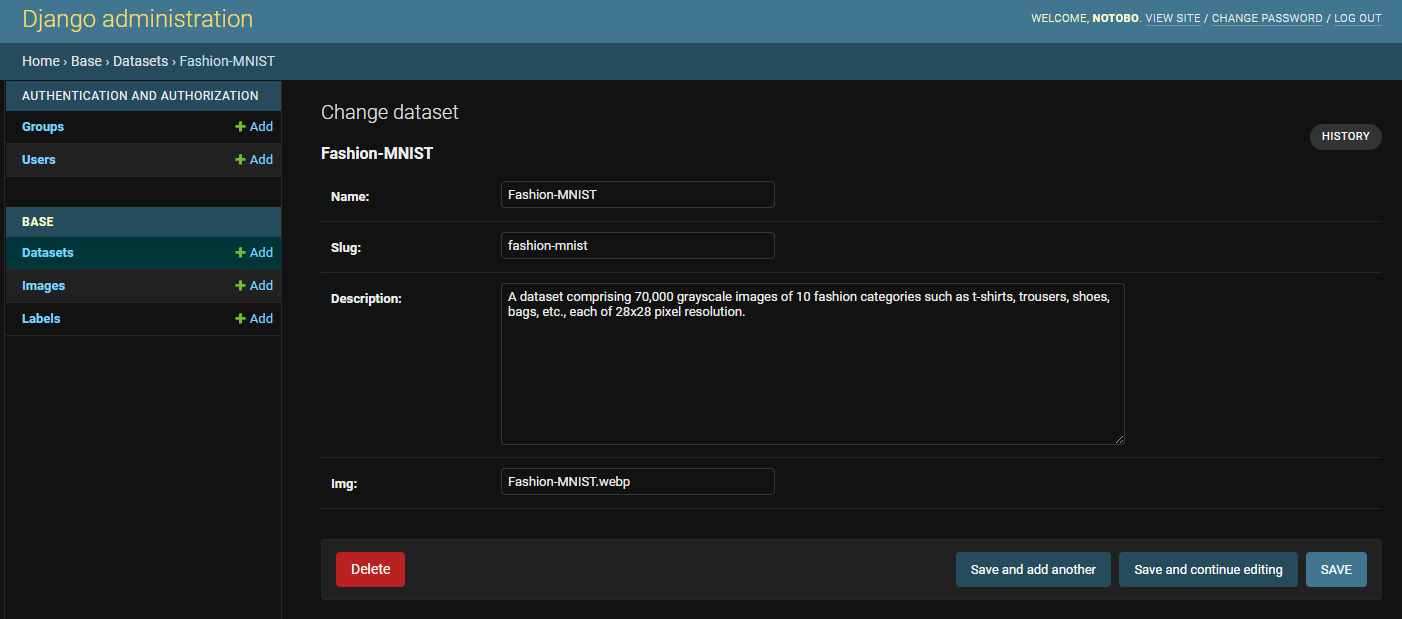 Django administration
WELCOME, NOTOBO. VIEW SITE / CHANGE PASSWORD / LOG OUT
Home › Base › Datasets › Fashion-MNIST
AUTHENTICATION AND AUTHORIZATION
Groups + Add
Users + Add
BASE
Datasets + Add
Images + Add
Labels + Add
Change dataset
HISTORY
Fashion-MNIST
Name: Fashion-MNIST
Slug: fashion-mnist
Description: A dataset comprising 70,000 grayscale images of 10 fashion categories such as t-shirts, trousers, shoes,
bags, etc., each of 28x28 pixel resolution.
Img: Fashion-MNIST.webp
Delete Save and add another Save and continue editing SAVE